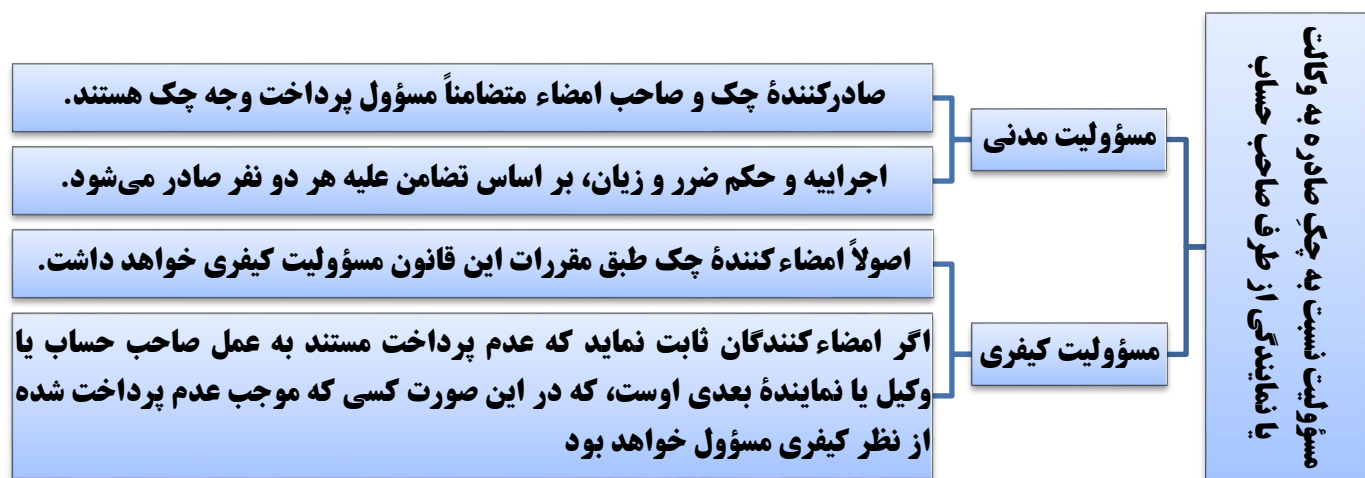 مسؤولیت نسبت به چکِ صادره به وکالت
یا نمایندگی از طرف صاحب حساب
مسؤولیت مدنی
صادرکنندۀ چک و صاحب امضاء متضامناً مسؤول پرداخت وجه چک هستند.
اجراییه و حکم ضرر و زیان، بر اساس تضامن علیه هر دو نفر صادر می‌شود.
مسؤولیت کیفری
اصولاً امضاءکنندۀ چک طبق مقررات این قانون مسؤولیت کیفری خواهد داشت.
اگر امضاءکنندگان ثابت نماید که عدم پرداخت مستند به عمل صاحب حساب یا
وکیل یا نمایندۀ بعدی اوست، که در این صورت کسی که موجب عدم پرداخت شده
از نظر کیفری مسؤول خواهد بود